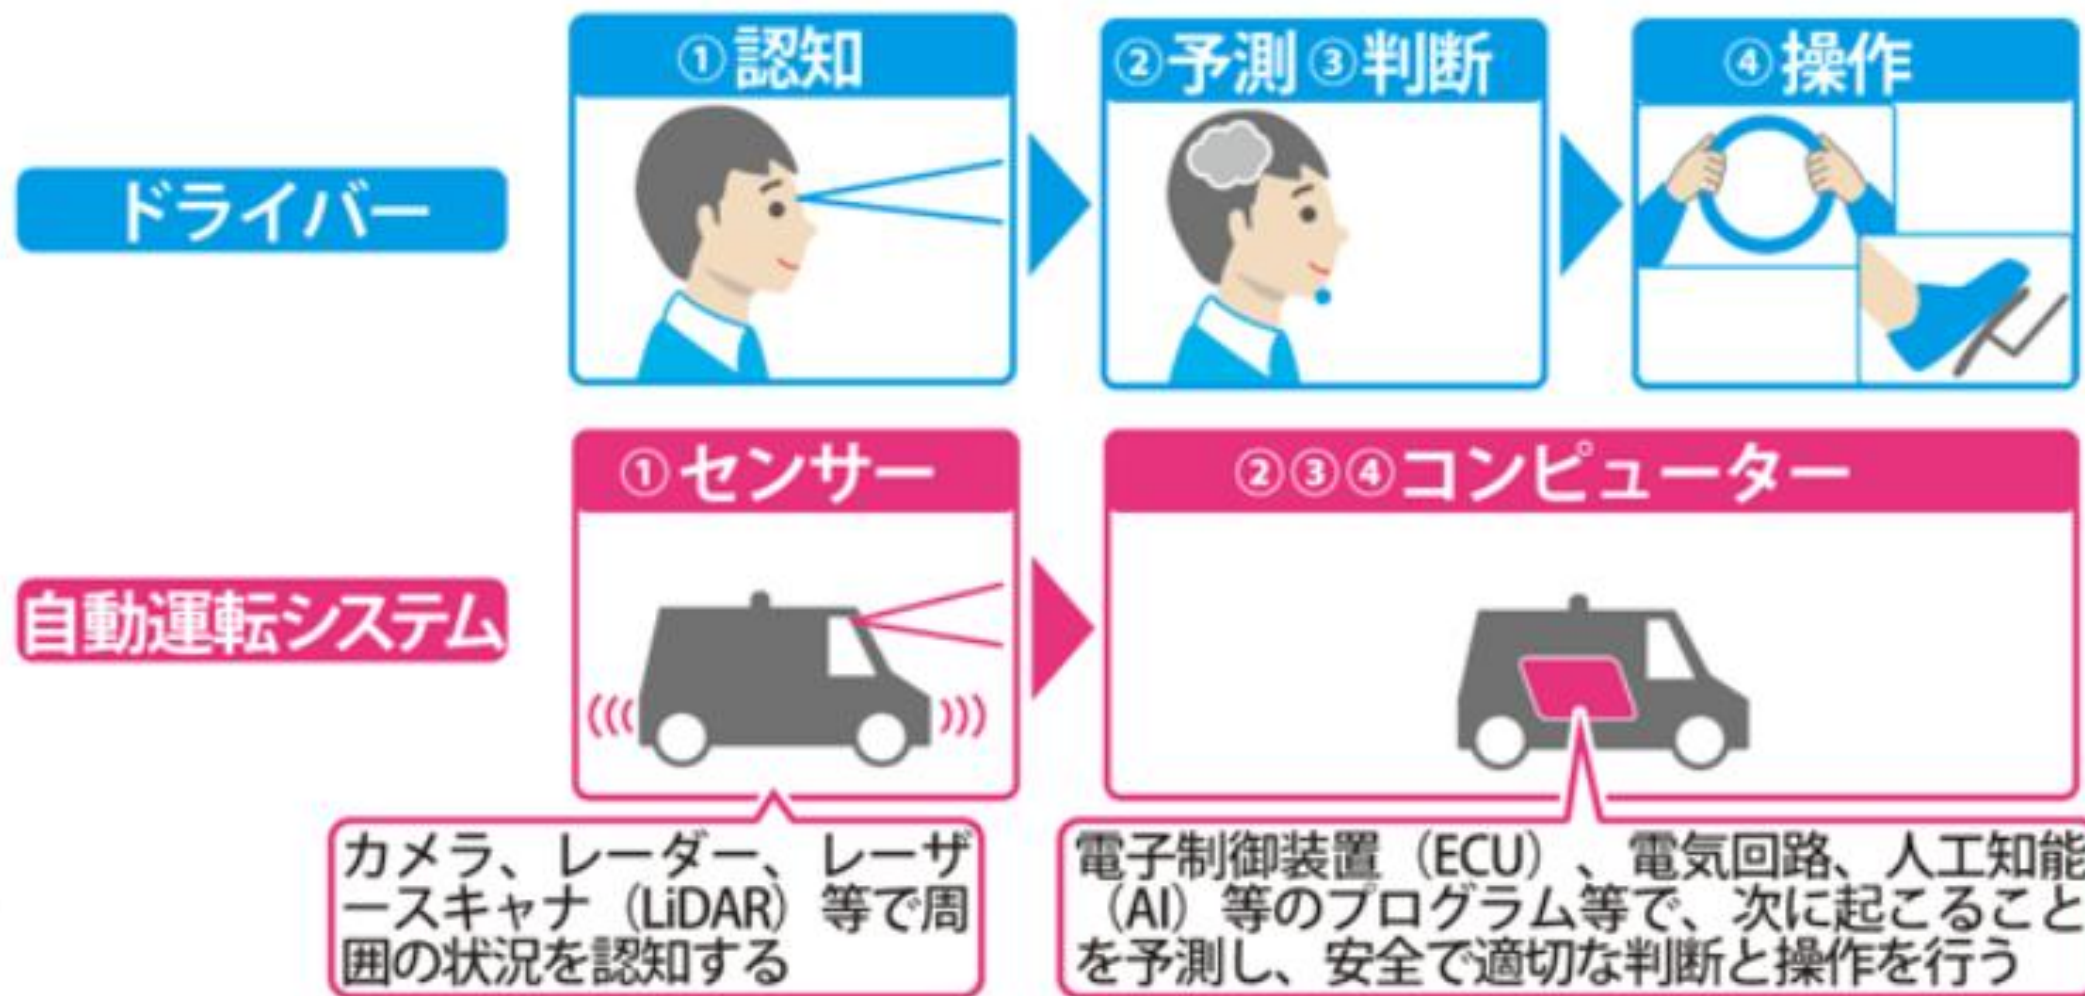 ①認知
②予測③判断
④操作
ドライバー
①センサー
②③④コンピューター
自動運転システム
カメラ、レーダー、レーザ
ースキャナ（LiDAR）等で周
囲の状況を認知する
電子制御装置（ECU）、電気回路、人工知能
（AI）等のプログラム等で、次に起こること
を予測し、安全で適切な判断と操作を行う